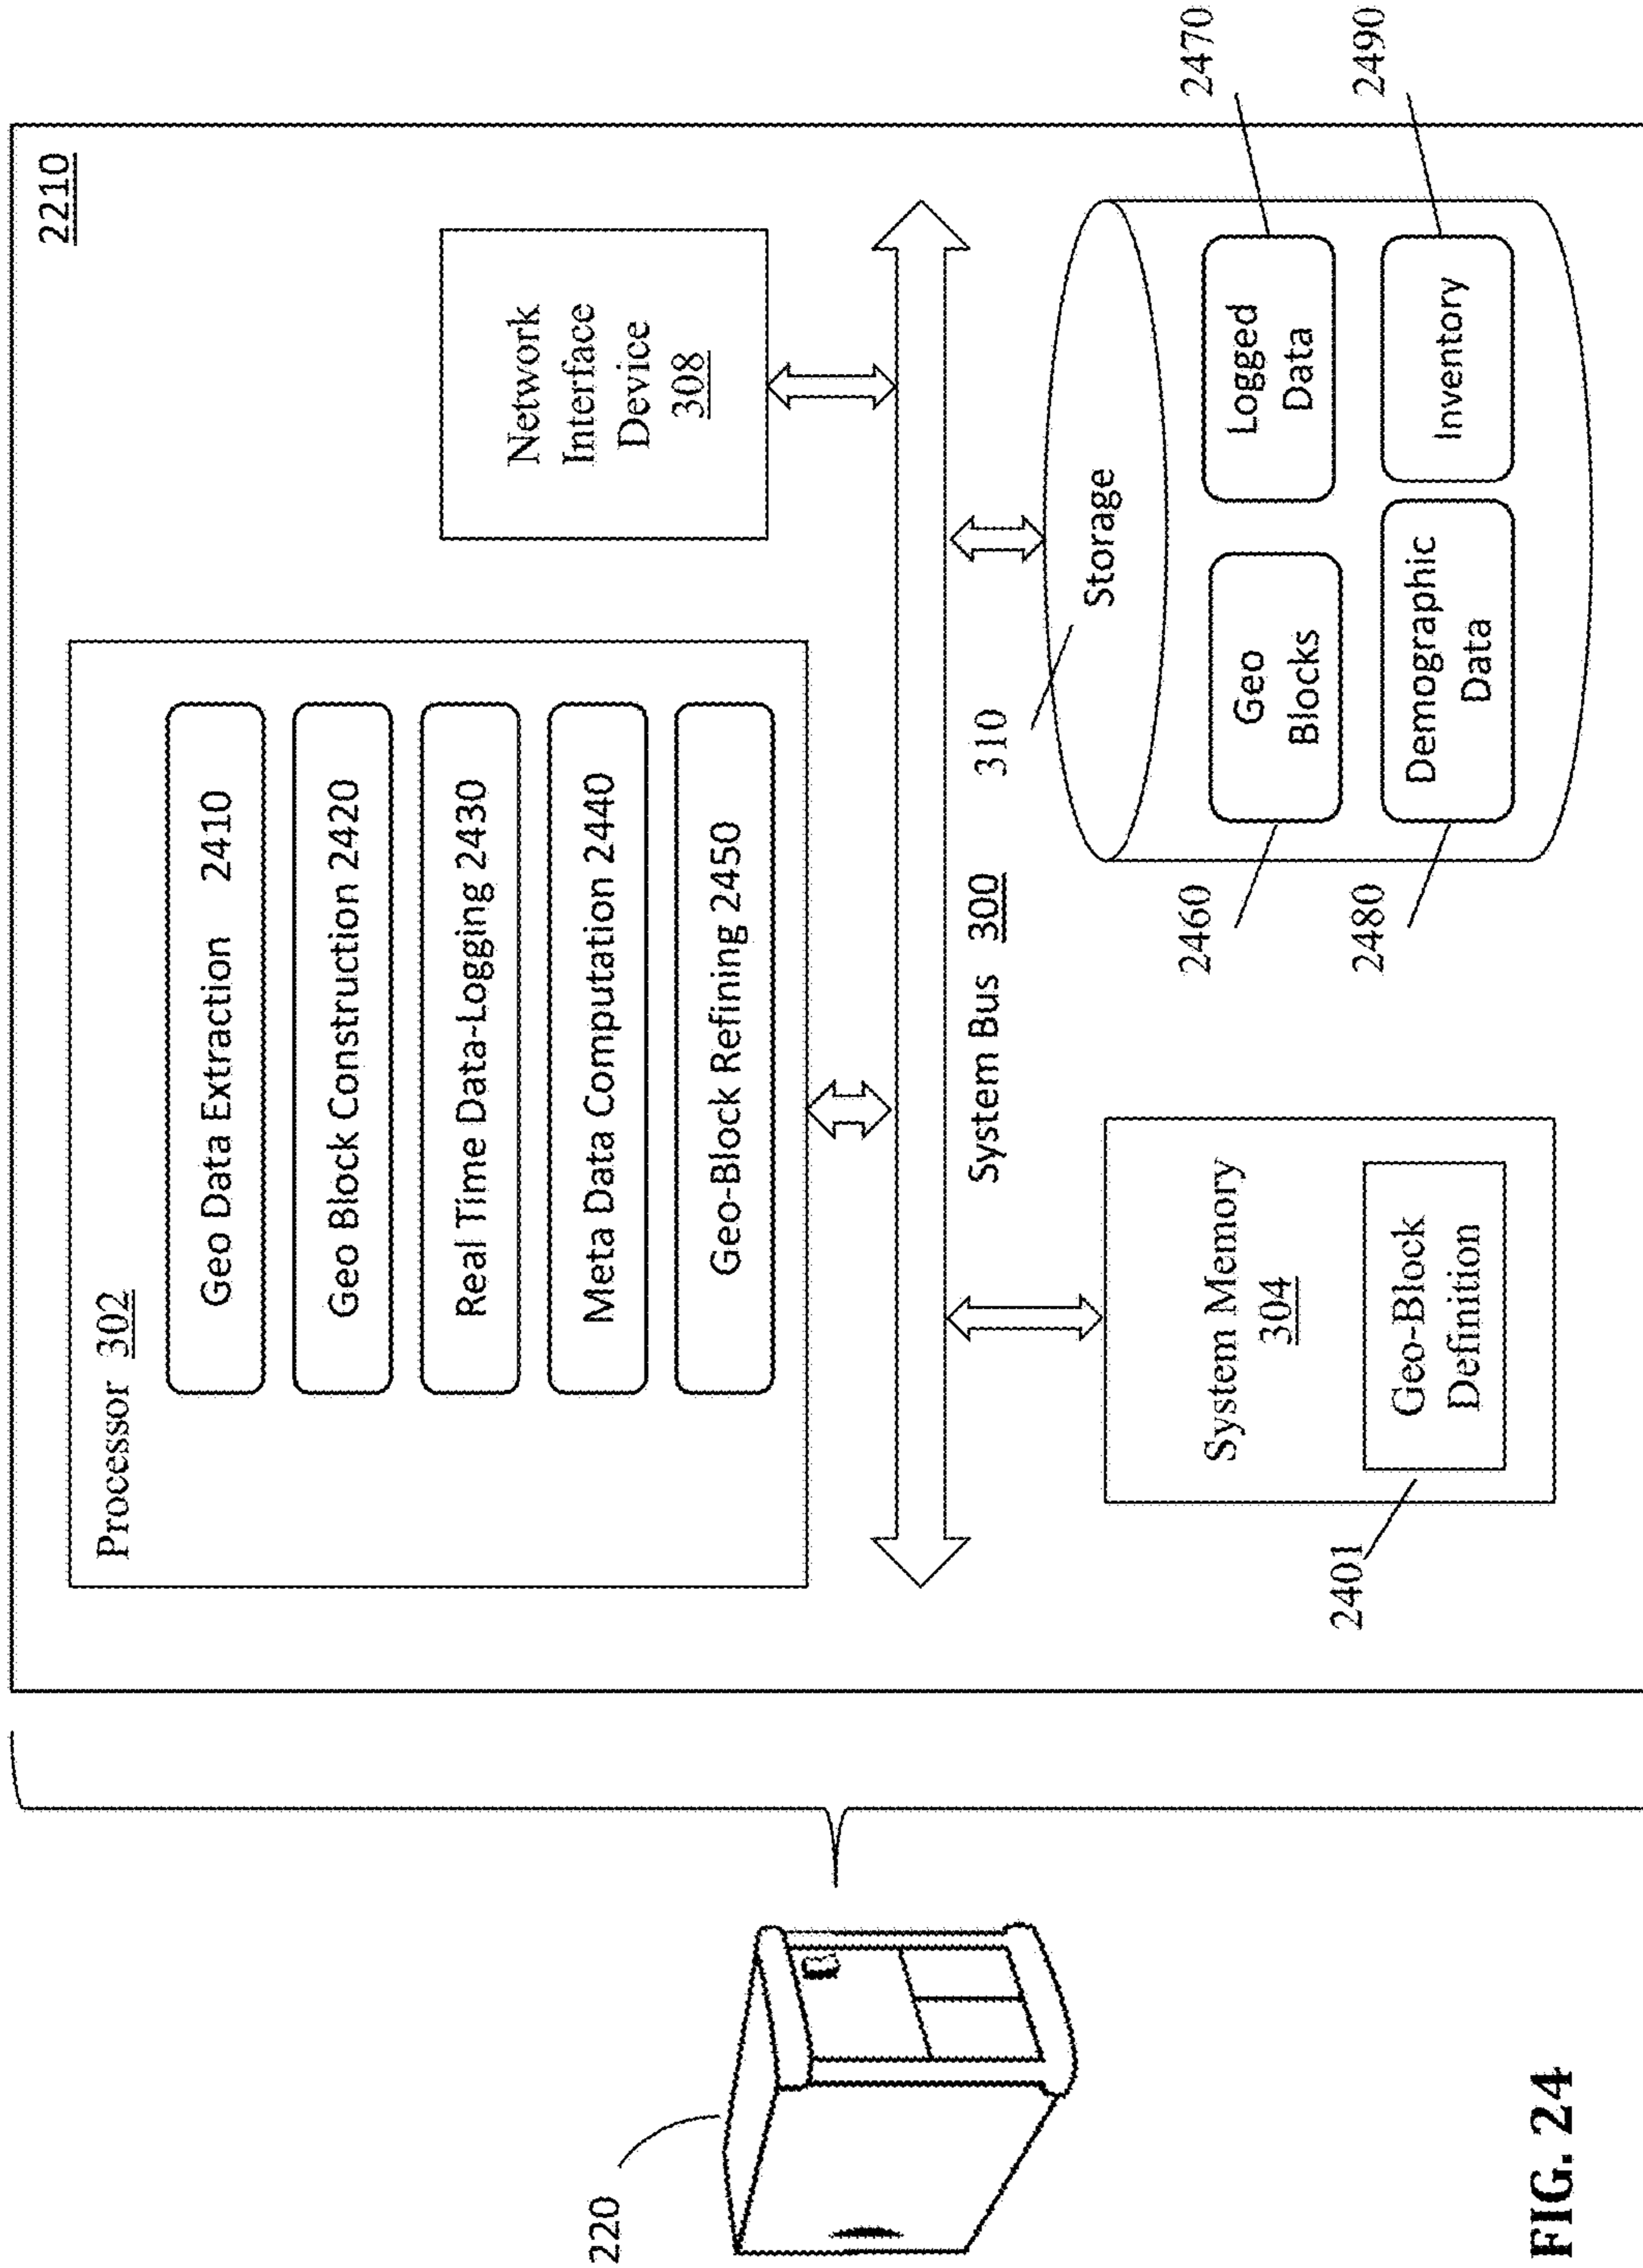 2210
Processor 302
Geo Data Extraction 2410
Geo Block Construction 2420
Real Time Data-Logging 2430
Meta Data Computation 2440
Geo-Block Refining 2450
Network
Interface
Device
308
System Bus 300
310
System Memory
304
Geo-Block
Definition
2401
Storage
Geo
Blocks
Logged
Data
Demographic
Data
Inventory
2460
2470
2480
2490
220
FIG. 24